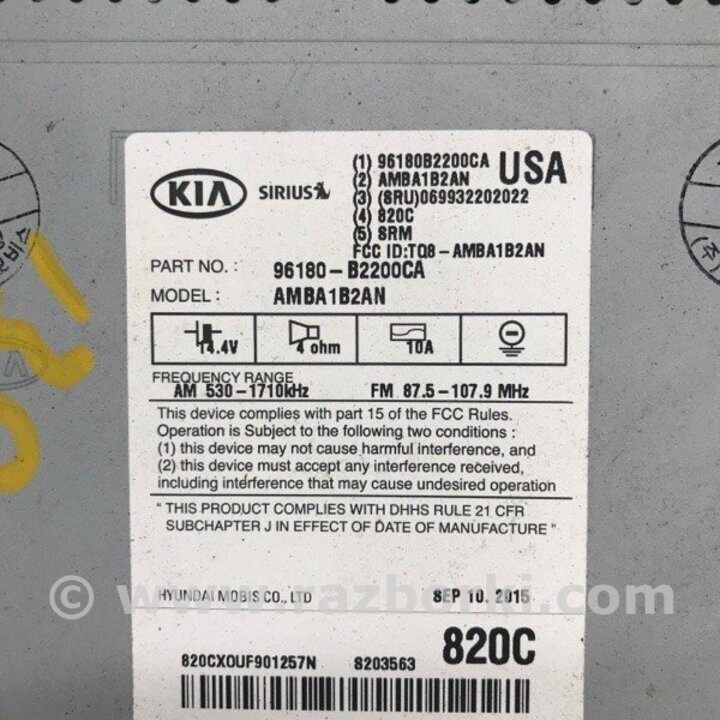 KIA
SIRIUS
(1) 96180B2200CA
USA
(2) AMBA1B2AN
(3) (SRU)069932202022
(4) 820C
(5) SRM
FCC ID:TQ8-AMBA1B2AN
PART NO. : 96180-B2200CA
MODEL : AMBA1B2AN
14.4V 4 ohm 10A
FREQUENCY RANGE
AM 530-1710kHz FM 87.5-107.9 MHz
This device complies with part 15 of the FCC Rules.
Operation is Subject to the following two conditions :
(1) this device may not cause harmful interference, and
(2) this device must accept any interference received,
including interference that may cause undesired operation
" THIS PRODUCT COMPLIES WITH DHHS RULE 21 CFR
SUBCHAPTER J IN EFFECT OF DATE OF MANUFACTURE "
© www.razborki.com
HYUNDAI MOBIS CO., LTD SEP 10. 2015
820CX0UF901257N S203563 820C